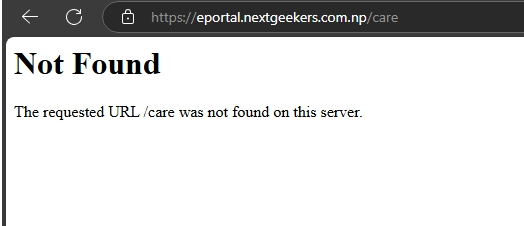 https://eportal.nextgeekers.com.np/care
Not Found
The requested URL /care was not found on this server.